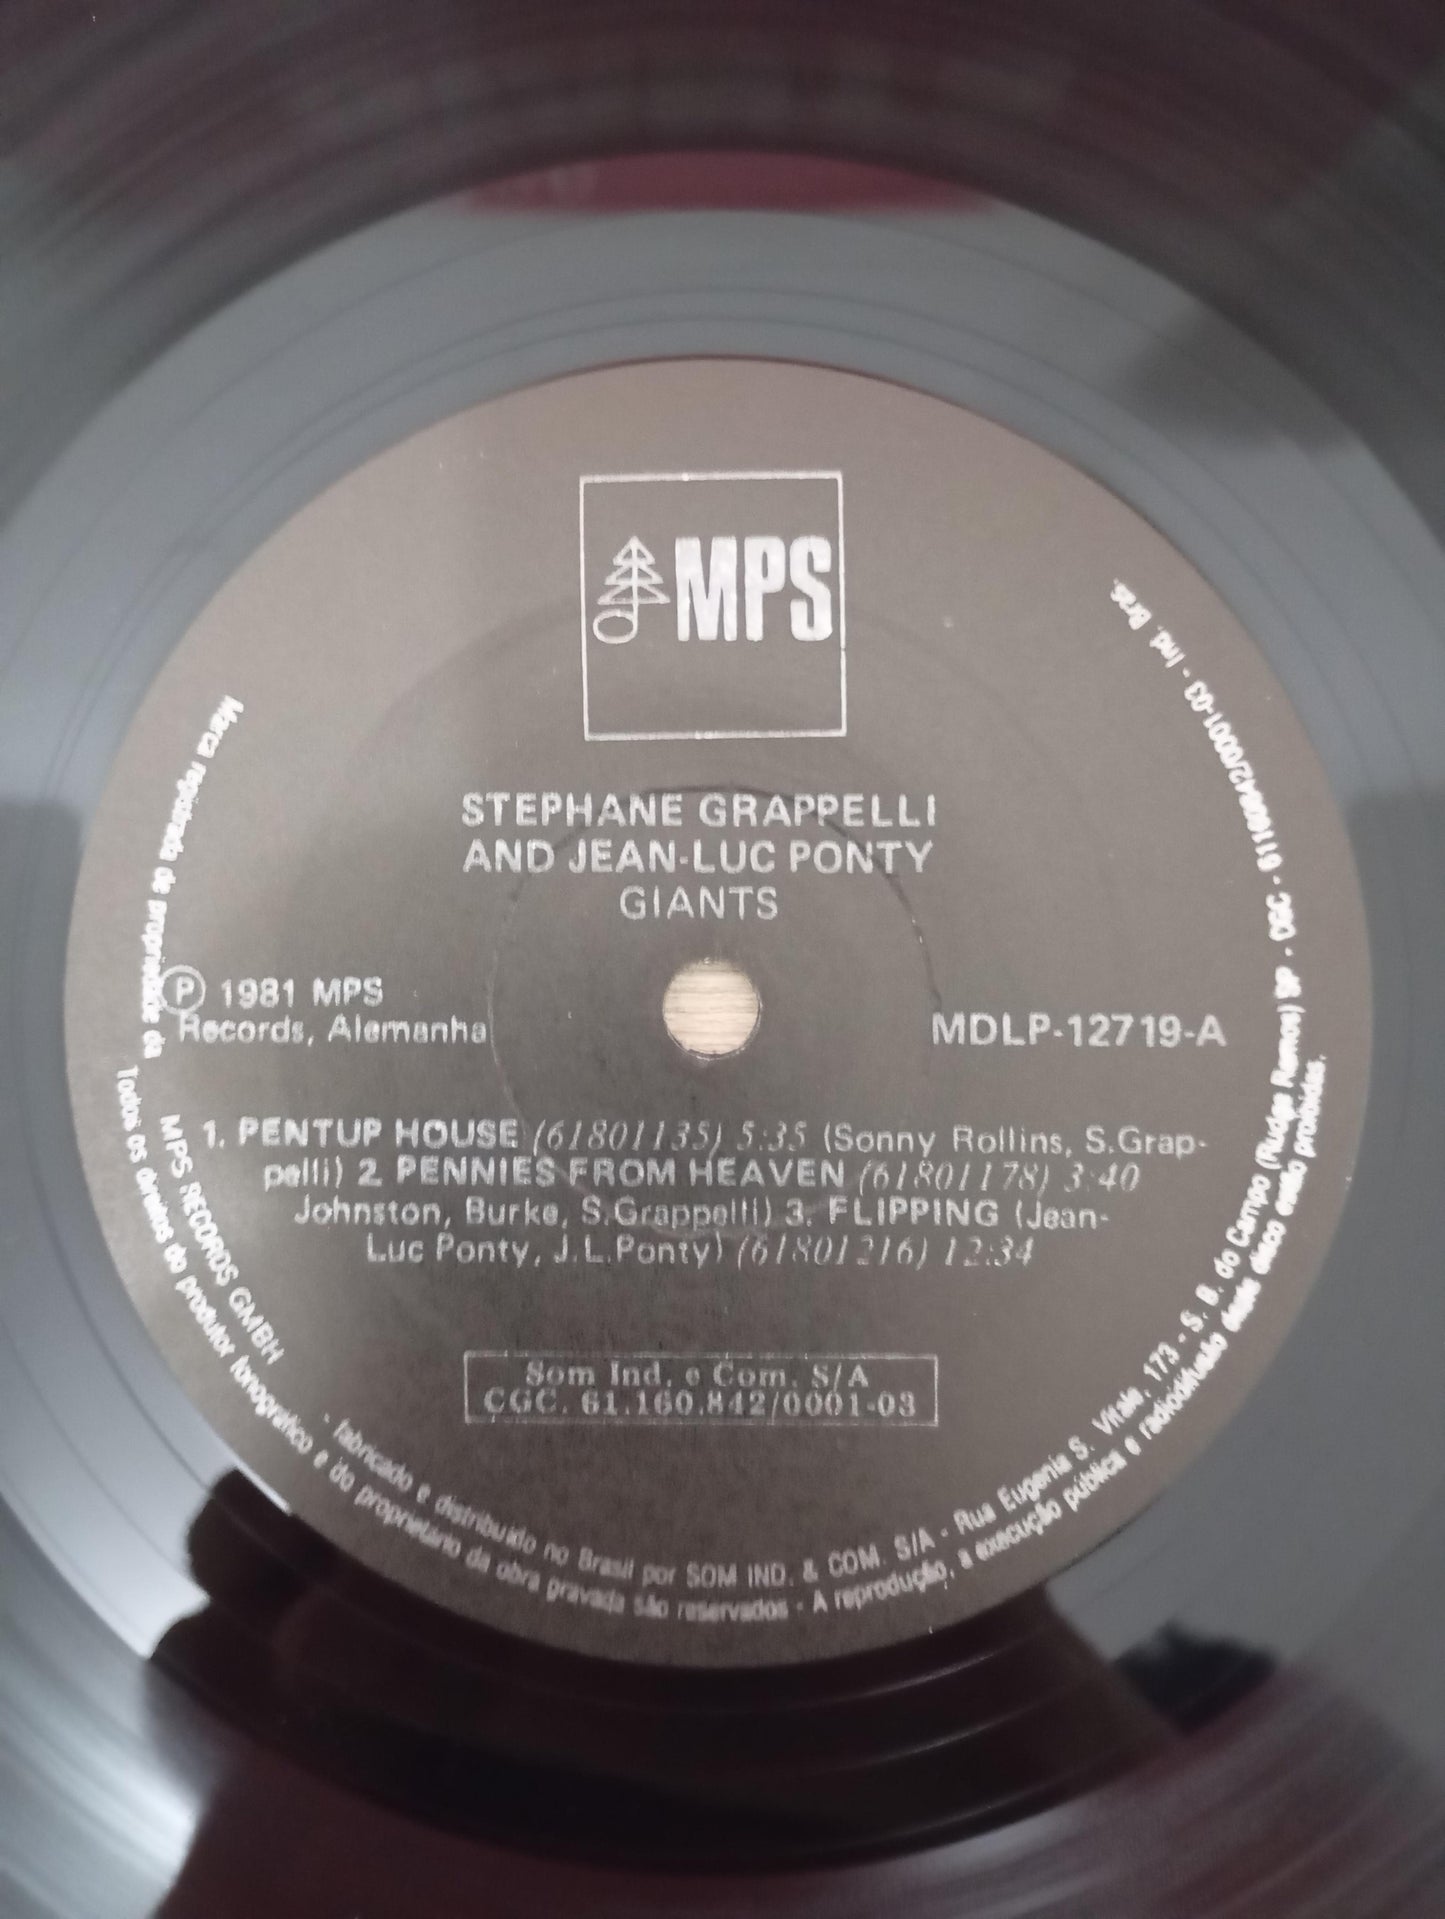 MPS
STEPHANE GRAPPELLI
AND JEAN-LUC PONTY
GIANTS
℗ 1981 MPS
Records, Alemanha
MDLP-12719-A
1. PENTUP HOUSE (61801135) 5:35 (Sonny Rollins, S.Grap-
pelli) 2. PENNIES FROM HEAVEN (61801178) 3:40
Johnston, Burke, S.Grappelli) 3. FLIPPING (Jean-
Luc Ponty, J.L.Ponty) (61801216) 12:34
Som Ind. e Com. S/A
CGC. 61.160.842/0001-03
Marca registrada de propriedade da MPS RECORDS GMBH - fabricado e distribuido no Brasil por SOM IND. & COM. S/A - Rua Eugenia S. Vitale, 173 - S. B. do Campo (Rudge Ramos) SP - CGC - 61160842/0001-03 - Ind. Bras.
Todos os direitos do produtor fonográfico e do proprietario da obra gravada são reservados - A reprodução, a execução pública e radiodifusão deste disco estão proibidas.